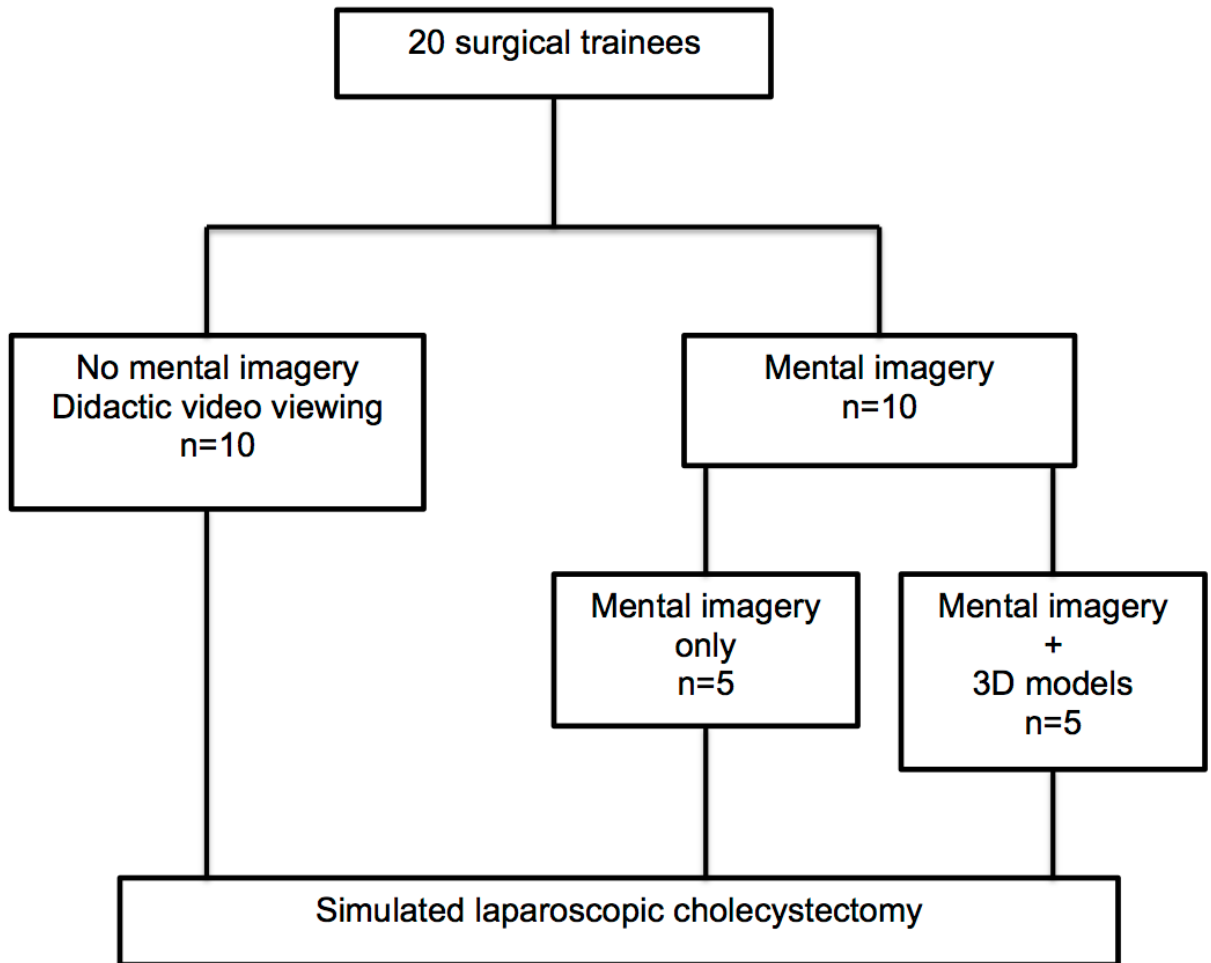 20 surgical trainees
No mental imagery
Didactic video viewing
n=10
Mental imagery
n=10
Mental imagery
only
n=5
Mental imagery
+
3D models
n=5
Simulated laparoscopic cholecystectomy